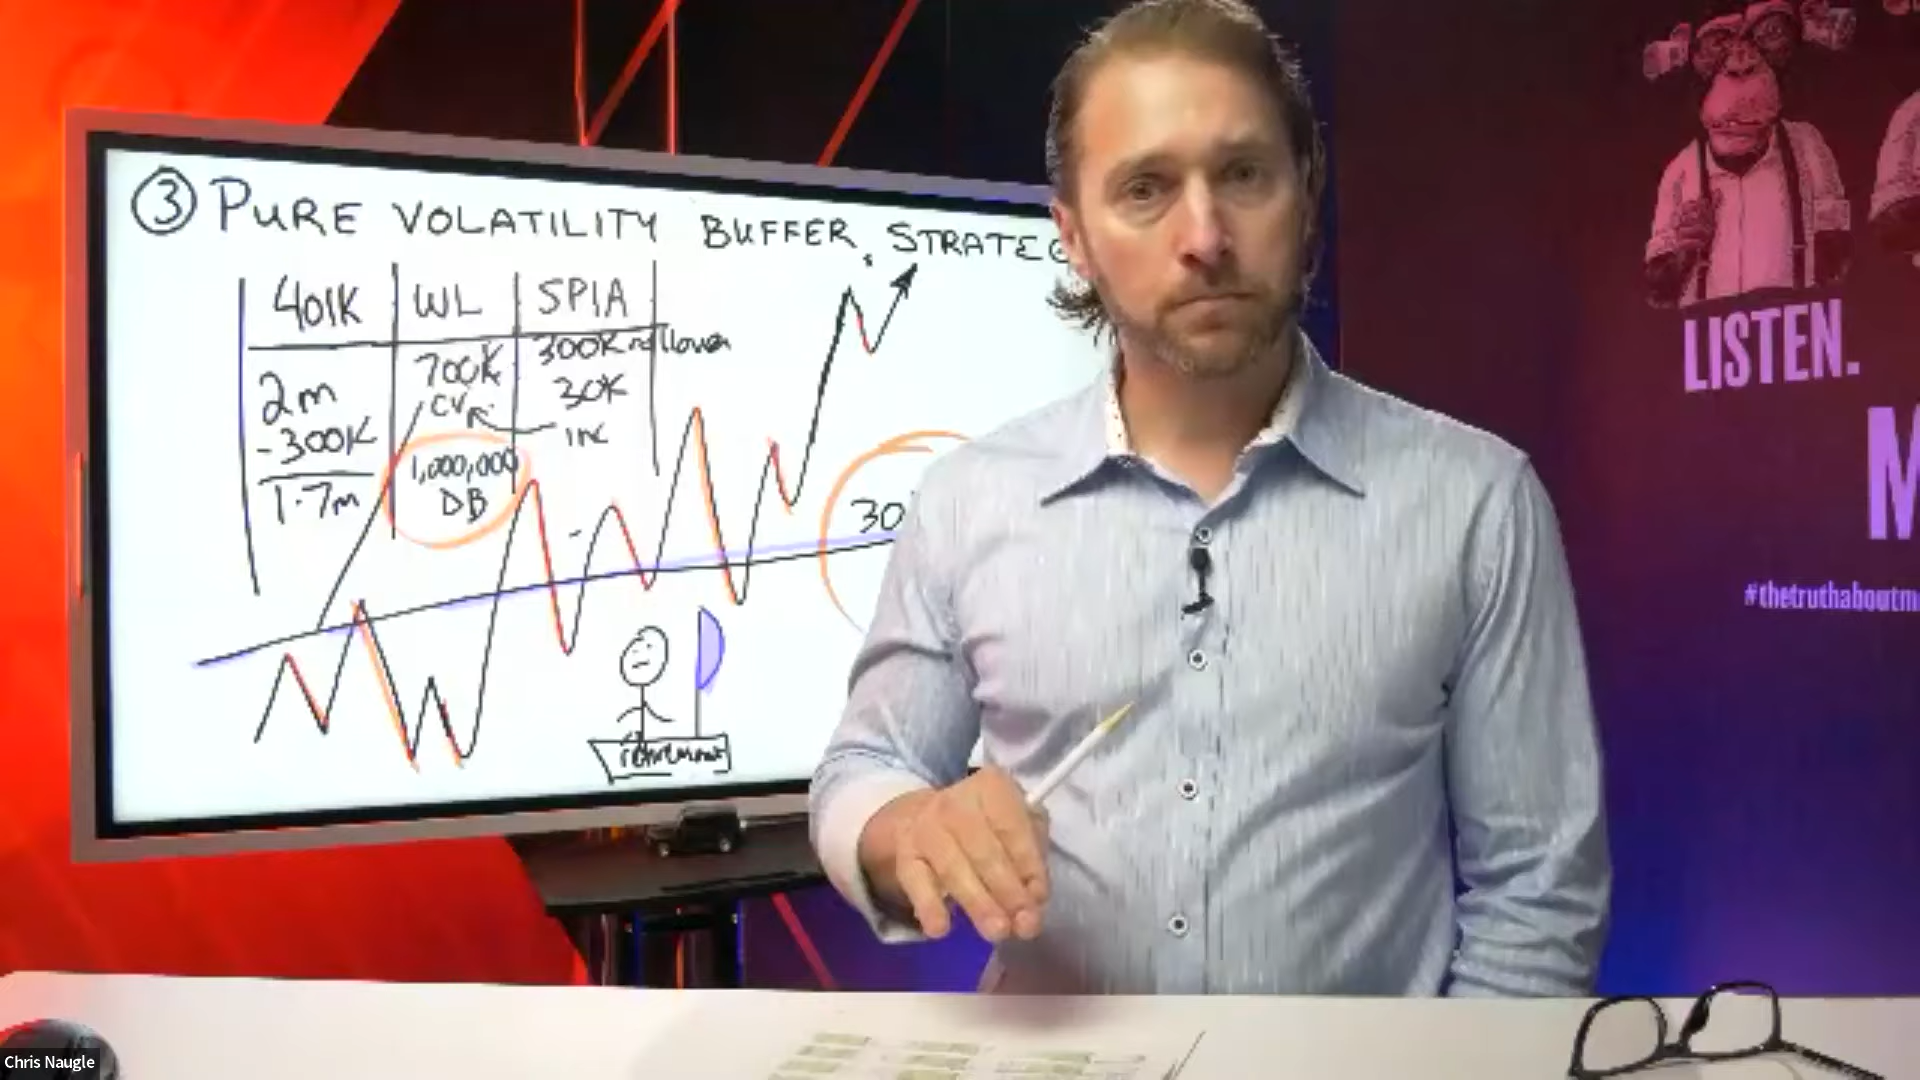 ③ PURE VOLATILITY BUFFER STRATEG
401K WL SPIA
2m 700K 300K rollover
-300K CV 30K
1.7m INC
1,000,000
DB
30
retirement
LISTEN.
M
#thetruthaboutm
Chris Naugle